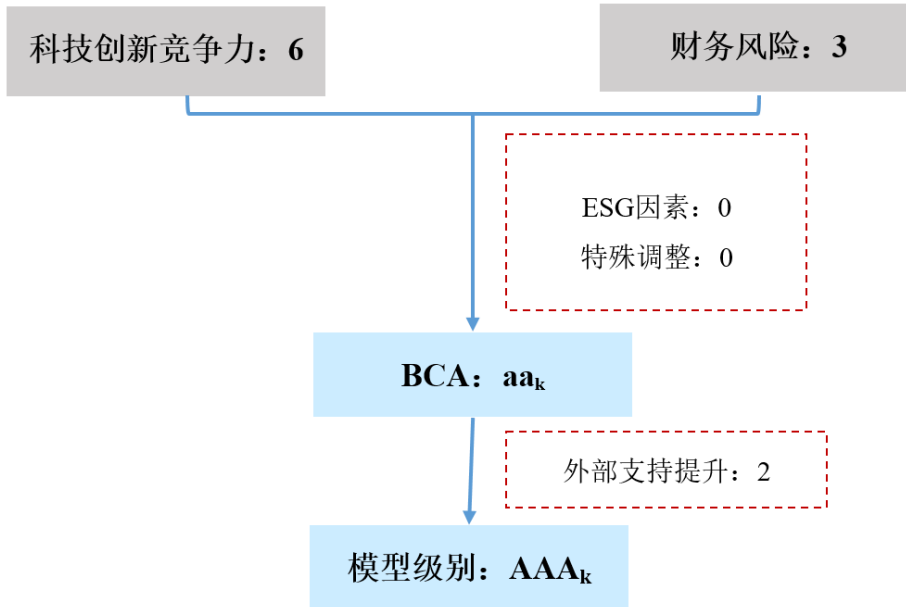 科技创新竞争力：6
财务风险：3
ESG因素：0
特殊调整：0
BCA：aaₖ
外部支持提升：2
模型级别：AAAₖ